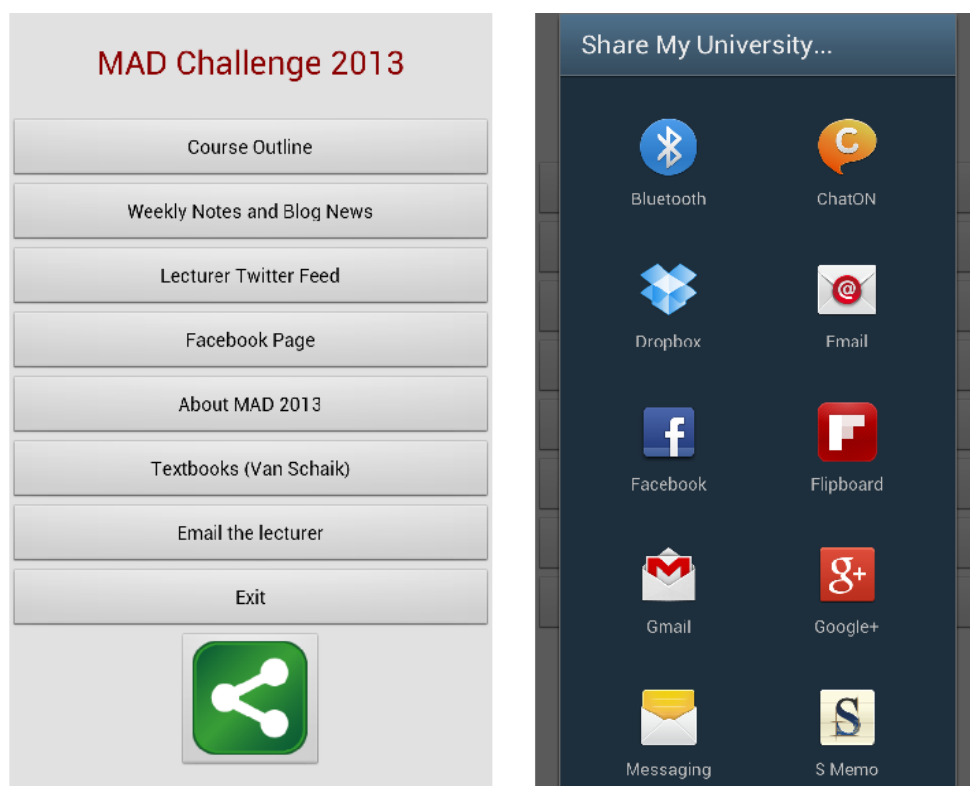 MAD Challenge 2013
Course Outline
Weekly Notes and Blog News
Lecturer Twitter Feed
Facebook Page
About MAD 2013
Textbooks (Van Schaik)
Email the lecturer
Exit
Share My University...
Bluetooth
ChatON
Dropbox
Email
Facebook
Flipboard
Gmail
Google+
Messaging
S Memo